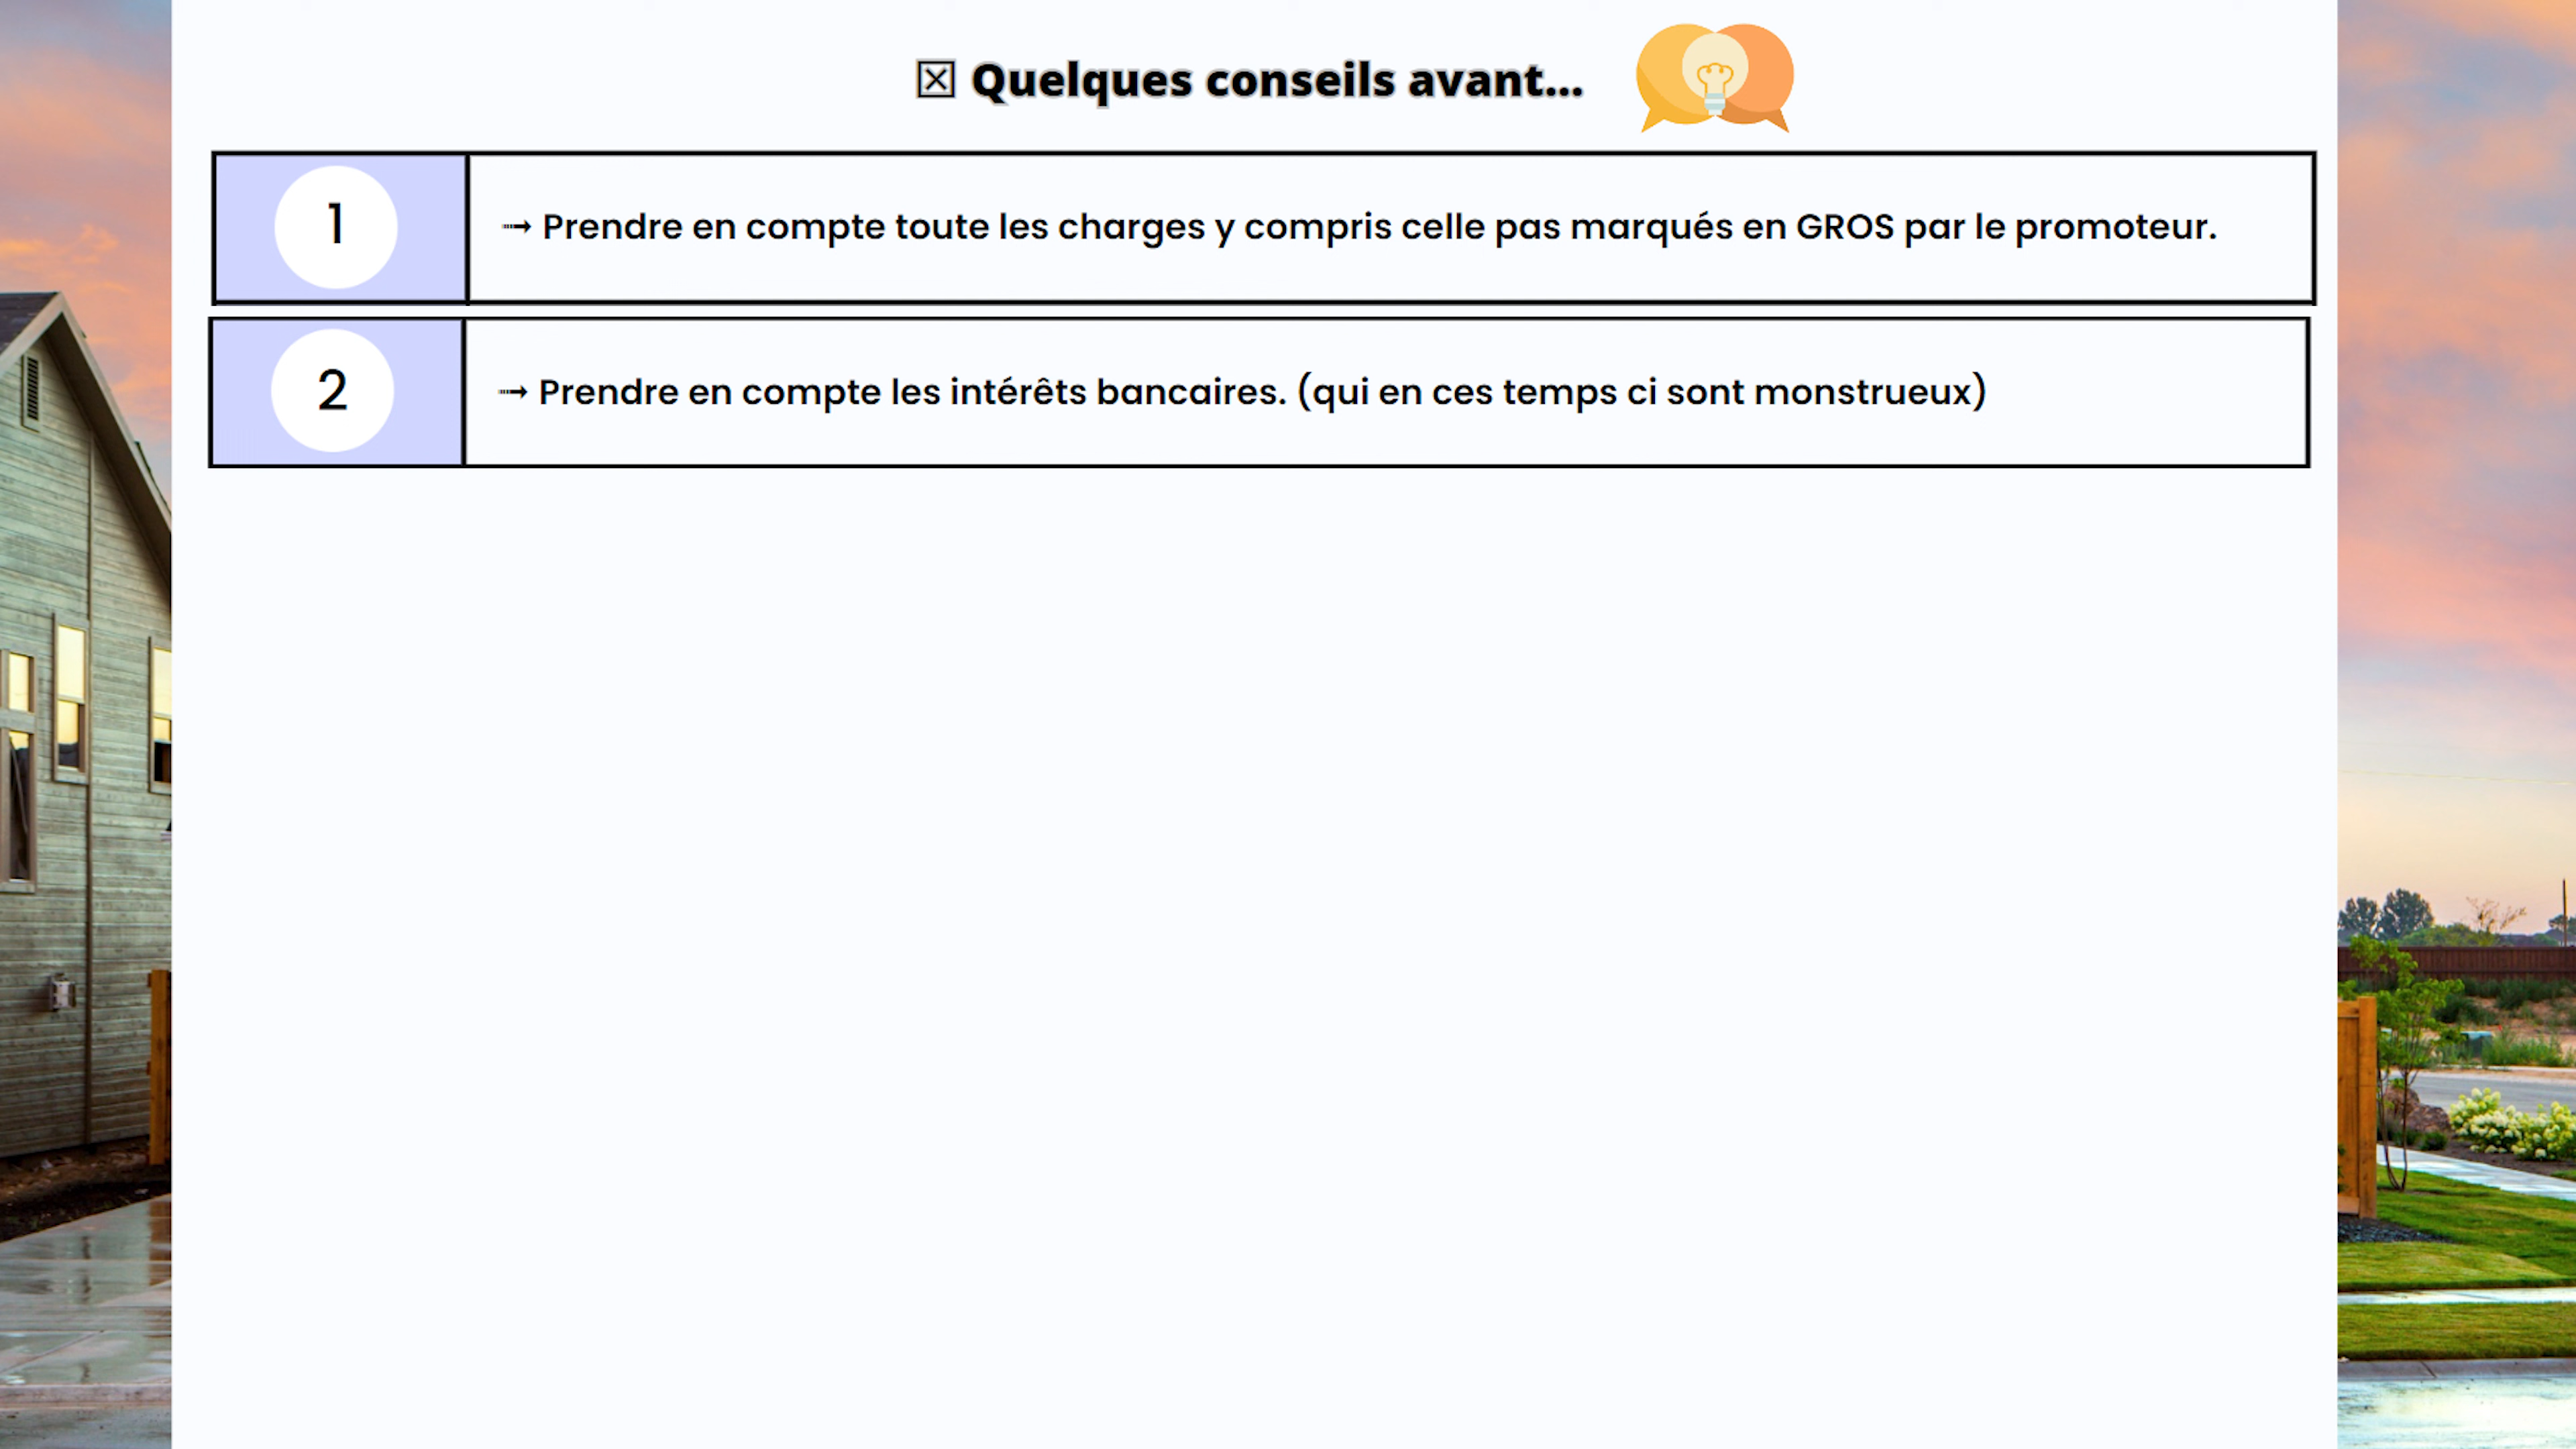 ☒ Quelques conseils avant...
1
→ Prendre en compte toute les charges y compris celle pas marqués en GROS par le promoteur.
2
→ Prendre en compte les intérêts bancaires. (qui en ces temps ci sont monstrueux)